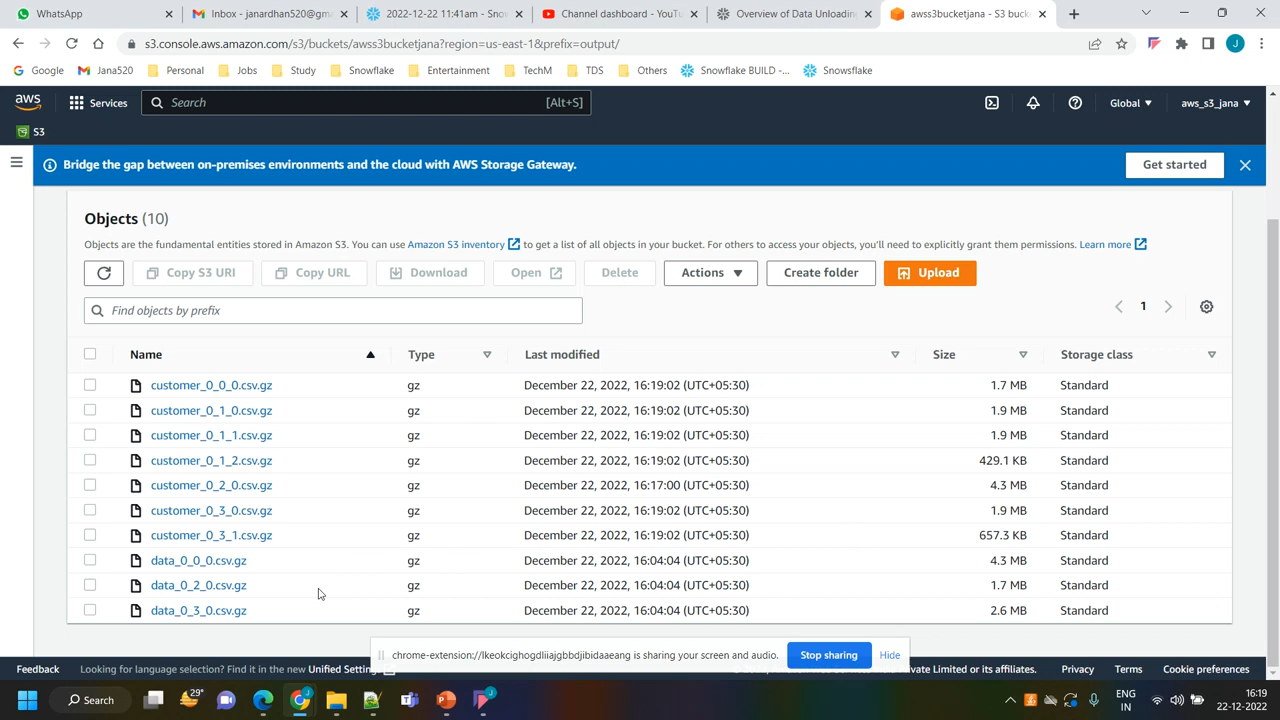 WhatsApp
Inbox - janardhan520@gma
2022-12-22 11:41am - Snow
Channel dashboard - YouTu
Overview of Data Unloading
awss3bucketjana - S3 buck
s3.console.aws.amazon.com/s3/buckets/awss3bucketjana?region=us-east-1&prefix=output/
J
Google
Jana520
Personal
Jobs
Study
Snowflake
Entertainment
TechM
TDS
Others
Snowflake BUILD -...
Snowsflake
aws
Services
Search
[Alt+S]
Global
aws_s3_jana
S3
Bridge the gap between on-premises environments and the cloud with AWS Storage Gateway.
Get started
Objects (10)
Objects are the fundamental entities stored in Amazon S3. You can use Amazon S3 inventory to get a list of all objects in your bucket. For others to access your objects, you'll need to explicitly grant them permissions. Learn more
Copy S3 URI
Copy URL
Download
Open
Delete
Actions
Create folder
Upload
Find objects by prefix
1
Name Type Last modified Size Storage class
customer_0_0_0.csv.gz gz December 22, 2022, 16:19:02 (UTC+05:30) 1.7 MB Standard
customer_0_1_0.csv.gz gz December 22, 2022, 16:19:02 (UTC+05:30) 1.9 MB Standard
customer_0_1_1.csv.gz gz December 22, 2022, 16:19:02 (UTC+05:30) 1.9 MB Standard
customer_0_1_2.csv.gz gz December 22, 2022, 16:19:02 (UTC+05:30) 429.1 KB Standard
customer_0_2_0.csv.gz gz December 22, 2022, 16:17:00 (UTC+05:30) 4.3 MB Standard
customer_0_3_0.csv.gz gz December 22, 2022, 16:19:02 (UTC+05:30) 1.9 MB Standard
customer_0_3_1.csv.gz gz December 22, 2022, 16:19:02 (UTC+05:30) 657.3 KB Standard
data_0_0_0.csv.gz gz December 22, 2022, 16:04:04 (UTC+05:30) 4.3 MB Standard
data_0_2_0.csv.gz gz December 22, 2022, 16:04:04 (UTC+05:30) 1.7 MB Standard
data_0_3_0.csv.gz gz December 22, 2022, 16:04:04 (UTC+05:30) 2.6 MB Standard
chrome-extension://lkeokcighogdliiajgbbdjibidaaeang is sharing your screen and audio.
Stop sharing
Hide
Feedback
Looking for language selection? Find it in the new Unified Settin
Private Limited or its affiliates.
Privacy
Terms
Cookie preferences
Search
29°
ENG
IN
16:19
22-12-2022